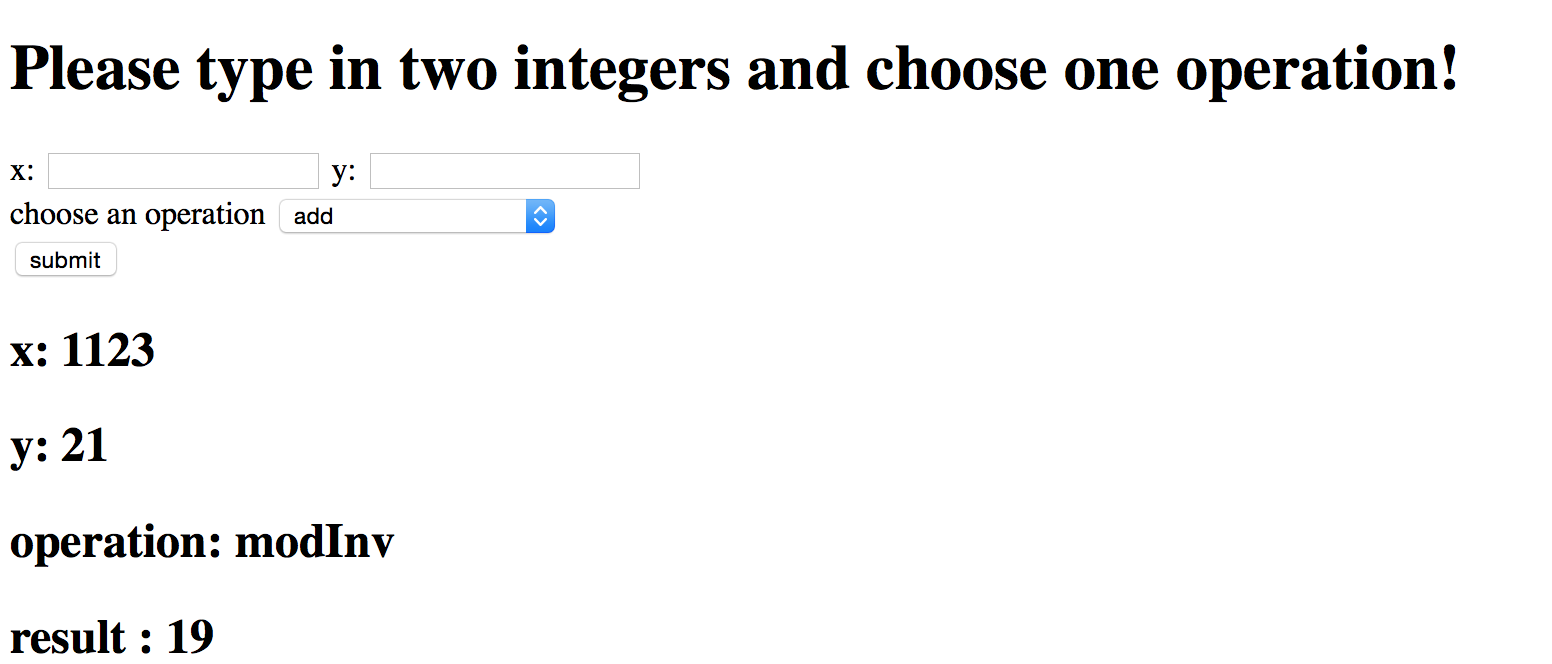 Please type in two integers and choose one operation!
x: y:
choose an operation add
submit
x: 1123
y: 21
operation: modInv
result : 19